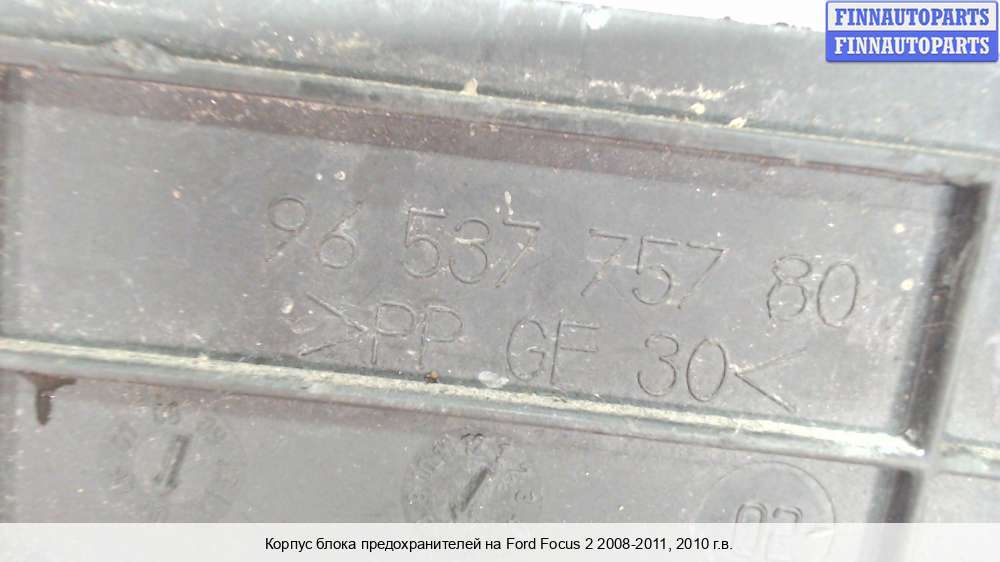 FINNAUTOPARTS
FINNAUTOPARTS
96 537 757 80
>PP GF 30<
02
Корпус блока предохранителей на Ford Focus 2 2008-2011, 2010 г.в.